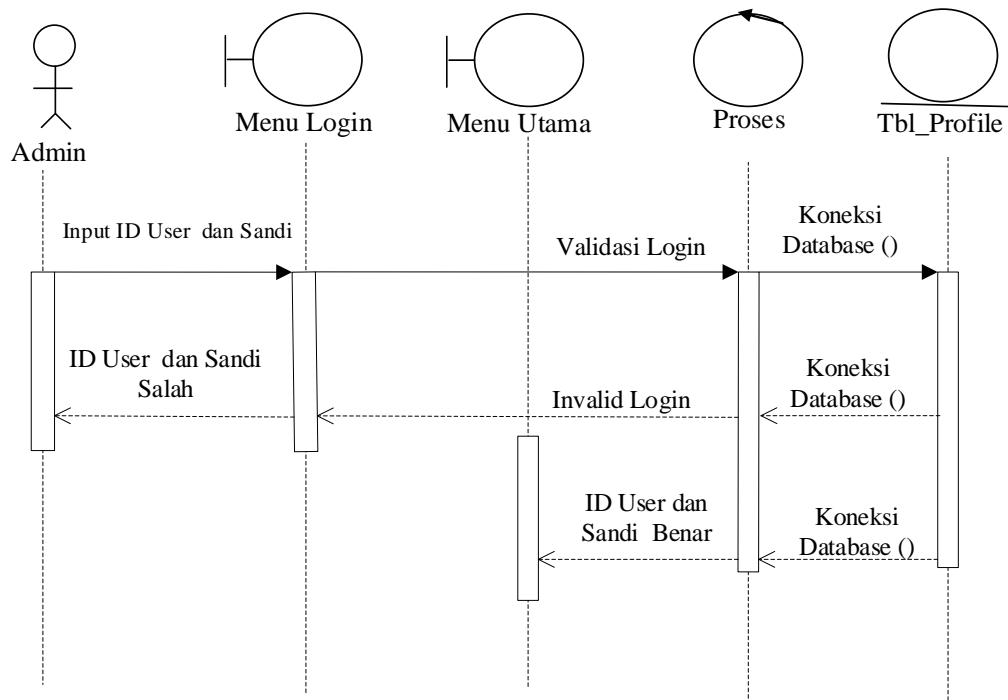 Admin
Menu Login
Menu Utama
Proses
Tbl_Profile
Input ID User dan Sandi
Validasi Login
Koneksi
Database ()
ID User dan Sandi
Salah
Invalid Login
Koneksi
Database ()
ID User dan
Sandi Benar
Koneksi
Database ()